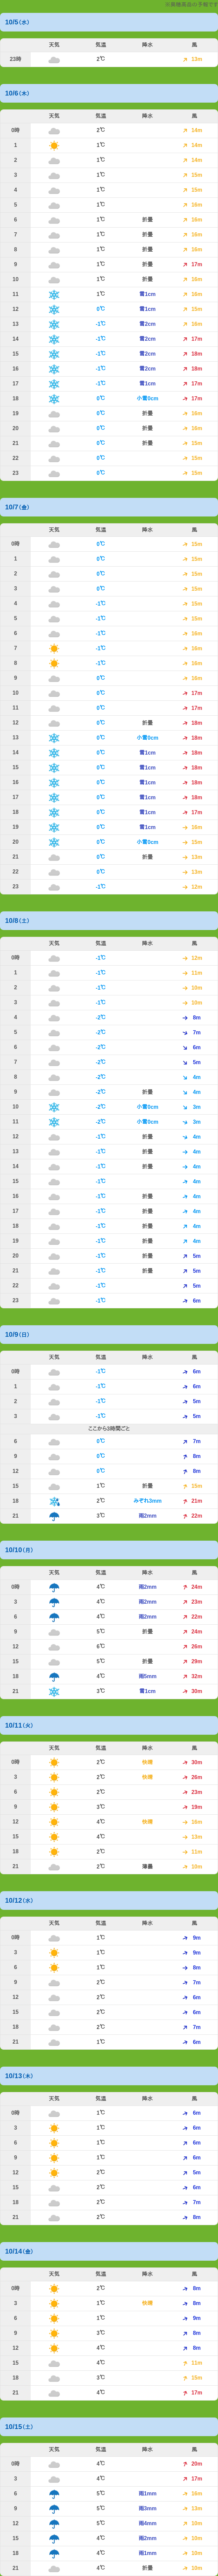 ※高機高品の予報です
10/5(水)
天気 気温 降水 風
23時 2℃ 13m
10/6(木)
天気 気温 降水 風
0時 2℃ 14m
1 1℃ 14m
2 1℃ 14m
3 1℃ 15m
4 1℃ 15m
5 1℃ 16m
6 1℃ 折曇 16m
7 1℃ 折曇 16m
8 1℃ 折曇 16m
9 1℃ 折曇 17m
10 1℃ 折曇 16m
11 1℃ 雪1cm 16m
12 0℃ 雪1cm 15m
13 -1℃ 雪2cm 16m
14 -1℃ 雪2cm 17m
15 -1℃ 雪2cm 18m
16 -1℃ 雪2cm 18m
17 -1℃ 雪1cm 17m
18 0℃ 小雪0cm 17m
19 0℃ 折曇 16m
20 0℃ 折曇 16m
21 0℃ 折曇 15m
22 0℃ 15m
23 0℃ 15m
10/7(金)
天気 気温 降水 風
0時 0℃ 15m
1 0℃ 15m
2 0℃ 15m
3 0℃ 15m
4 -1℃ 15m
5 -1℃ 15m
6 -1℃ 16m
7 -1℃ 16m
8 -1℃ 16m
9 0℃ 16m
10 0℃ 17m
11 0℃ 17m
12 0℃ 折曇 18m
13 0℃ 小雪0cm 18m
14 0℃ 雪1cm 18m
15 0℃ 雪1cm 18m
16 0℃ 雪1cm 18m
17 0℃ 雪1cm 18m
18 0℃ 雪1cm 17m
19 0℃ 雪1cm 16m
20 0℃ 小雪0cm 15m
21 0℃ 折曇 13m
22 0℃ 13m
23 -1℃ 12m
10/8(土)
天気 気温 降水 風
0時 -1℃ 12m
1 -1℃ 11m
2 -1℃ 10m
3 -1℃ 10m
4 -2℃ 8m
5 -2℃ 7m
6 -2℃ 6m
7 -2℃ 5m
8 -2℃ 4m
9 -2℃ 折曇 4m
10 -2℃ 小雪0cm 3m
11 -2℃ 小雪0cm 3m
12 -1℃ 折曇 4m
13 -1℃ 折曇 4m
14 -1℃ 折曇 4m
15 -1℃ 4m
16 -1℃ 折曇 4m
17 -1℃ 折曇 4m
18 -1℃ 折曇 4m
19 -1℃ 折曇 4m
20 -1℃ 折曇 5m
21 -1℃ 折曇 5m
22 -1℃ 5m
23 -1℃ 6m
10/9(日)
天気 気温 降水 風
0時 -1℃ 6m
1 -1℃ 6m
2 -1℃ 5m
3 -1℃ 5m
ここから3時間ごと
6 0℃ 7m
9 0℃ 8m
12 0℃ 8m
15 1℃ 折曇 15m
18 2℃ みぞれ3mm 21m
21 3℃ 雨2mm 22m
10/10(月)
天気 気温 降水 風
0時 4℃ 雨2mm 24m
3 4℃ 雨2mm 23m
6 4℃ 雨2mm 22m
9 5℃ 折曇 24m
12 6℃ 26m
15 5℃ 折曇 29m
18 4℃ 雨5mm 32m
21 3℃ 雪1cm 30m
10/11(火)
天気 気温 降水 風
0時 2℃ 快晴 30m
3 2℃ 快晴 26m
6 2℃ 23m
9 3℃ 19m
12 4℃ 快晴 16m
15 4℃ 13m
18 2℃ 11m
21 2℃ 薄曇 10m
10/12(水)
天気 気温 降水 風
0時 1℃ 9m
3 1℃ 9m
6 1℃ 8m
9 2℃ 7m
12 2℃ 6m
15 2℃ 6m
18 2℃ 7m
21 1℃ 6m
10/13(木)
天気 気温 降水 風
0時 1℃ 6m
3 1℃ 6m
6 1℃ 6m
9 1℃ 6m
12 2℃ 5m
15 2℃ 6m
18 2℃ 7m
21 2℃ 8m
10/14(金)
天気 気温 降水 風
0時 2℃ 8m
3 1℃ 快晴 8m
6 1℃ 9m
9 3℃ 8m
12 4℃ 8m
15 4℃ 11m
18 3℃ 15m
21 4℃ 17m
10/15(土)
天気 気温 降水 風
0時 4℃ 20m
3 4℃ 17m
6 5℃ 雨1mm 16m
9 5℃ 雨3mm 13m
12 5℃ 雨4mm 10m
15 4℃ 雨2mm 10m
18 4℃ 雨1mm 10m
21 4℃ 折曇 10m